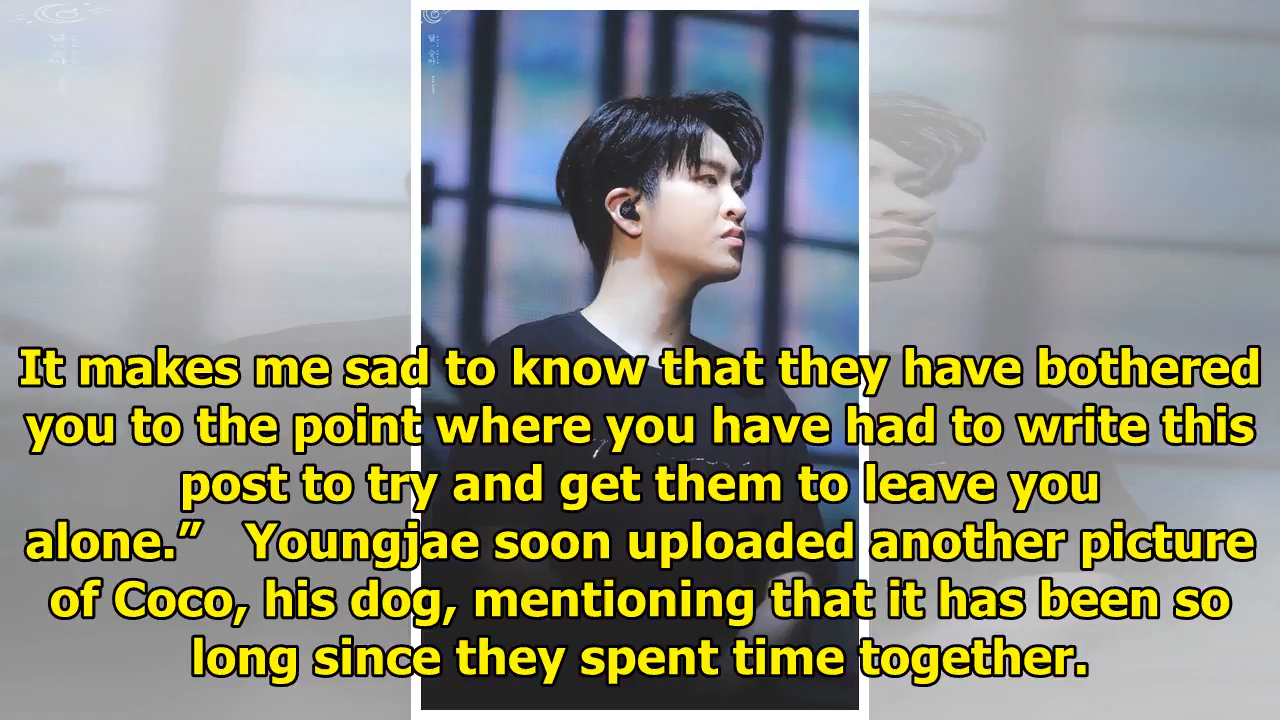 It makes me sad to know that they have bothered
you to the point where you have had to write this
post to try and get them to leave you
alone.”   Youngjae soon uploaded another picture
of Coco, his dog, mentioning that it has been so
long since they spent time together.